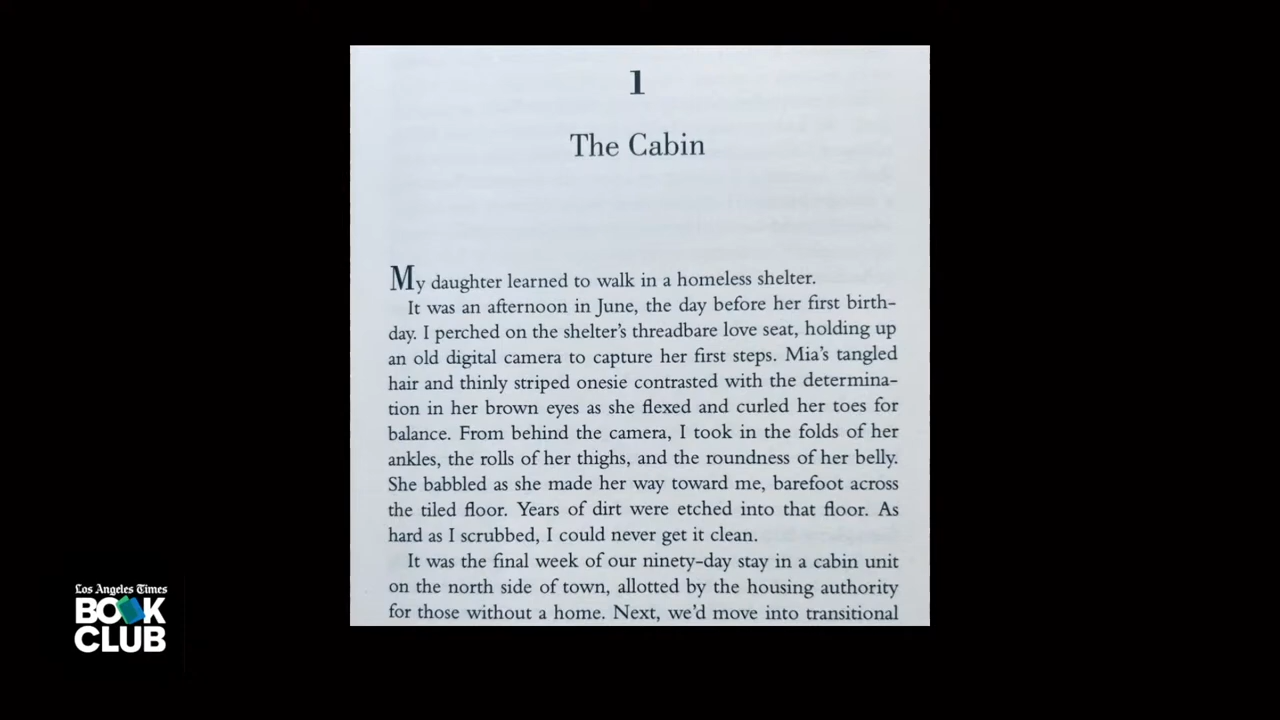 1
The Cabin
My daughter learned to walk in a homeless shelter.
It was an afternoon in June, the day before her first birth-
day. I perched on the shelter's threadbare love seat, holding up
an old digital camera to capture her first steps. Mia's tangled
hair and thinly striped onesie contrasted with the determina-
tion in her brown eyes as she flexed and curled her toes for
balance. From behind the camera, I took in the folds of her
ankles, the rolls of her thighs, and the roundness of her belly.
She babbled as she made her way toward me, barefoot across
the tiled floor. Years of dirt were etched into that floor. As
hard as I scrubbed, I could never get it clean.
It was the final week of our ninety-day stay in a cabin unit
on the north side of town, allotted by the housing authority
for those without a home. Next, we'd move into transitional
Los Angeles Times
BOOK
CLUB